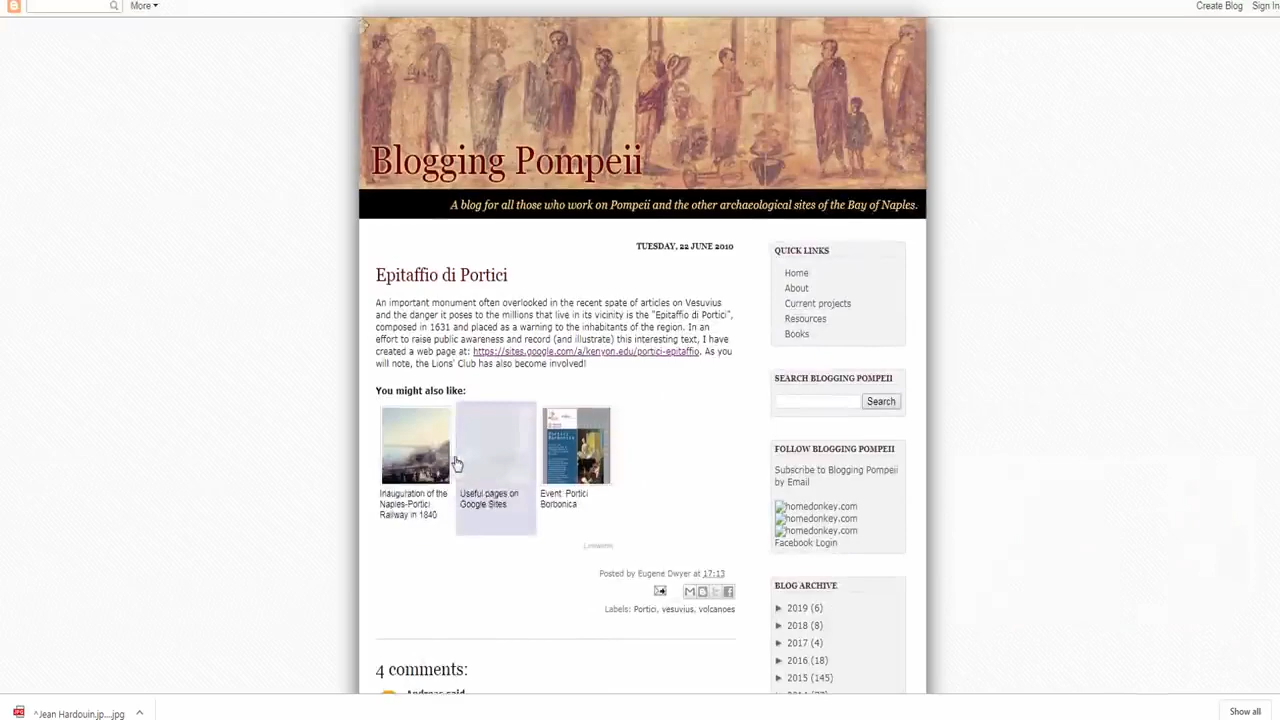 More ▾
Create Blog
Sign In
Blogging Pompeii
A blog for all those who work on Pompeii and the other archaeological sites of the Bay of Naples.
TUESDAY, 22 JUNE 2010
Epitaffio di Portici
An important monument often overlooked in the recent spate of articles on Vesuvius
and the danger it poses to the millions that live in its vicinity is the "Epitaffio di Portici",
composed in 1631 and placed as a warning to the inhabitants of the region. In an
effort to raise public awareness and record (and illustrate) this interesting text, I have
created a web page at: https://sites.google.com/a/kenyon.edu/portici-epitaffio. As you
will note, the Lions' Club has also become involved!
You might also like:
Inauguration of the
Naples-Portici
Railway in 1840
Useful pages on
Google Sites
Event: Portici
Borbonica
Posted by Eugene Dwyer at 17:13
Labels: Portici, vesuvius, volcanoes
4 comments:
Andreas said
QUICK LINKS
Home
About
Current projects
Resources
Books
SEARCH BLOGGING POMPEII
Search
FOLLOW BLOGGING POMPEII
Subscribe to Blogging Pompeii
by Email
homedonkey.com
homedonkey.com
homedonkey.com
Facebook Login
BLOG ARCHIVE
► 2019 (6)
► 2018 (8)
► 2017 (4)
► 2016 (18)
► 2015 (145)
^Jean Hardouin.jp....jpg
Show all